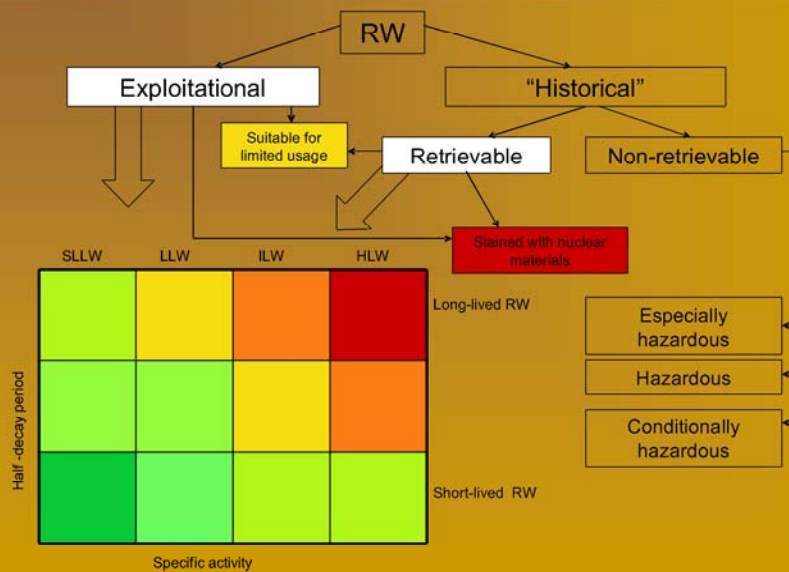 RW
Exploitational
“Historical”
Suitable for
limited usage
Retrievable
Non-retrievable
Stained with nuclear
materials
SLLW
LLW
ILW
HLW
Long-lived RW
Especially
hazardous
Hazardous
Conditionally
hazardous
Half -decay period
Short-lived RW
Specific activity